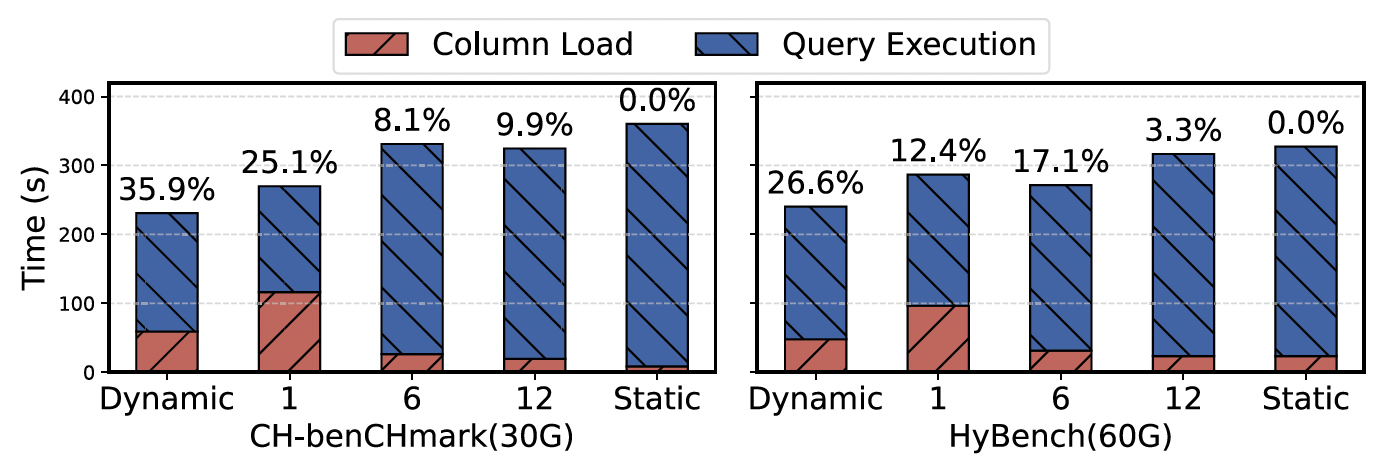 Column Load
Query Execution
Time (s)
400
300
200
100
0
35.9%
25.1%
8.1%
9.9%
0.0%
Dynamic
1
6
12
Static
CH-benCHmark(30G)
26.6%
12.4%
17.1%
3.3%
0.0%
Dynamic
1
6
12
Static
HyBench(60G)